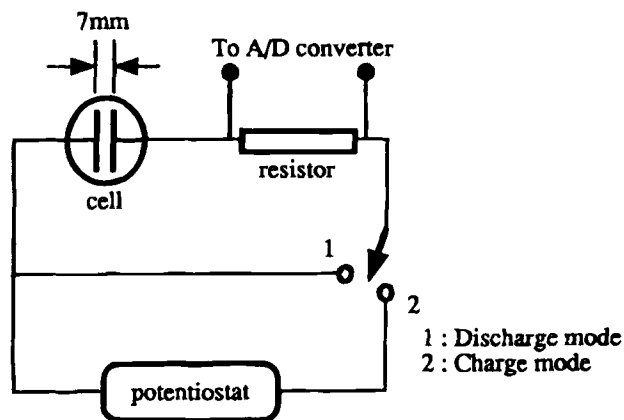 7mm
To A/D converter
resistor
cell
1
2
1 : Discharge mode
2 : Charge mode
potentiostat